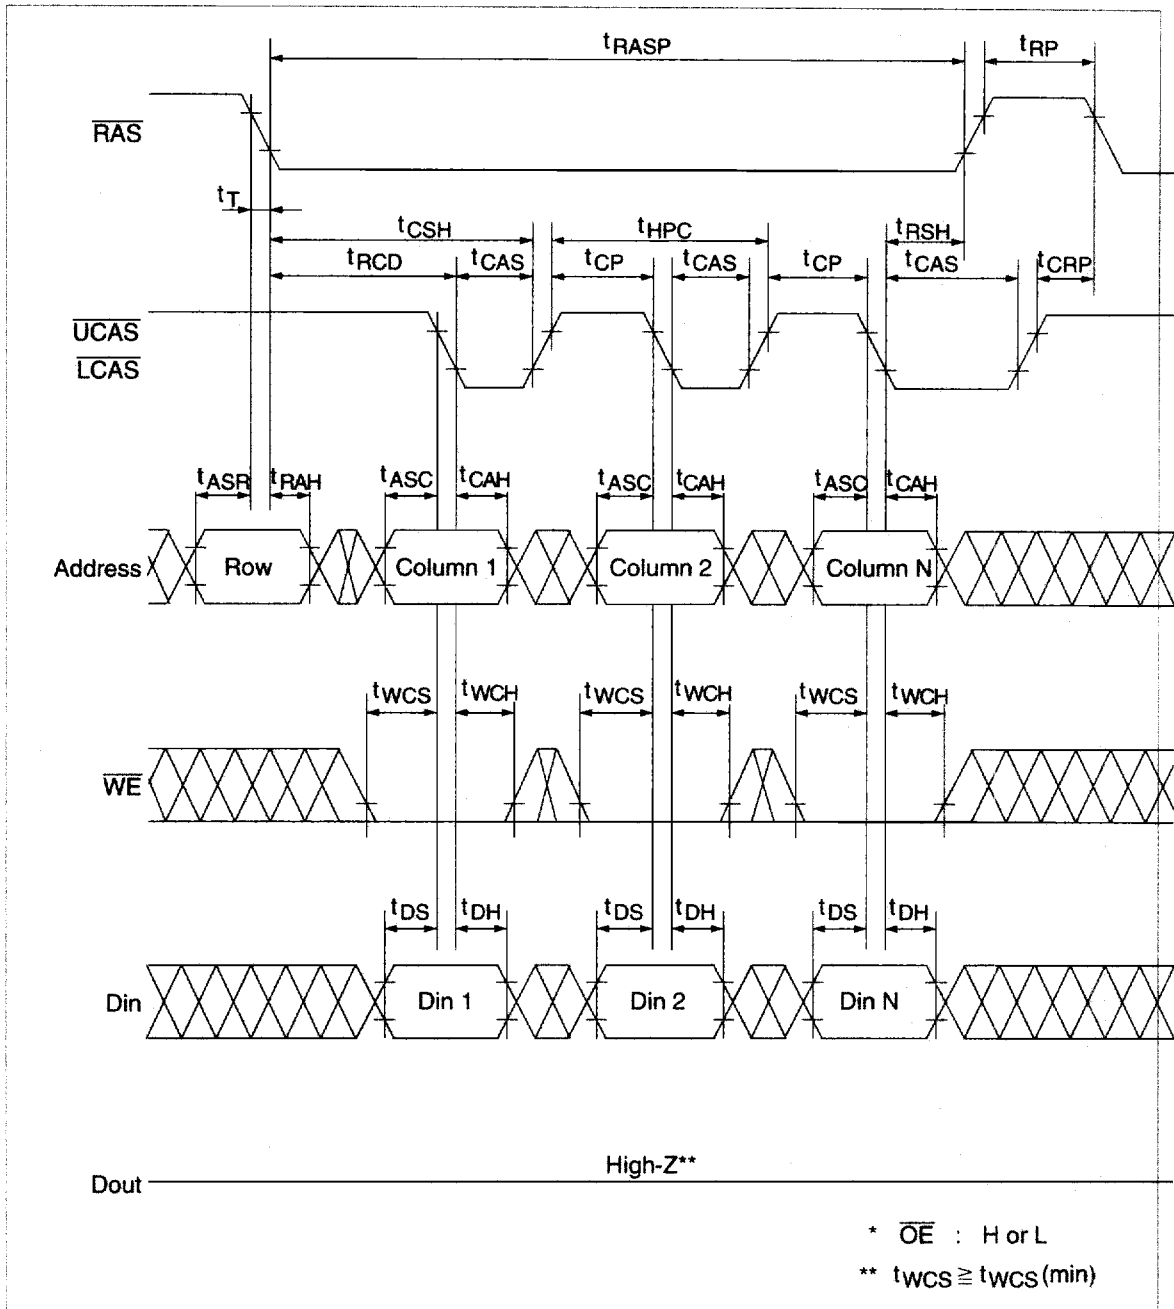 tRASP tRP
RAS
tT
tCSH tHPC tRSH
tRCD tCAS tCP tCAS tCP tCAS tCRP
UCAS
LCAS
tASR tRAH tASC tCAH tASC tCAH tASC tCAH
Address Row Column 1 Column 2 Column N
tWCS tWCH tWCS tWCH tWCS tWCH
WE
tDS tDH tDS tDH tDS tDH
Din Din 1 Din 2 Din N
High-Z**
Dout
* OE : H or L
** tWCS ≧ tWCS(min)